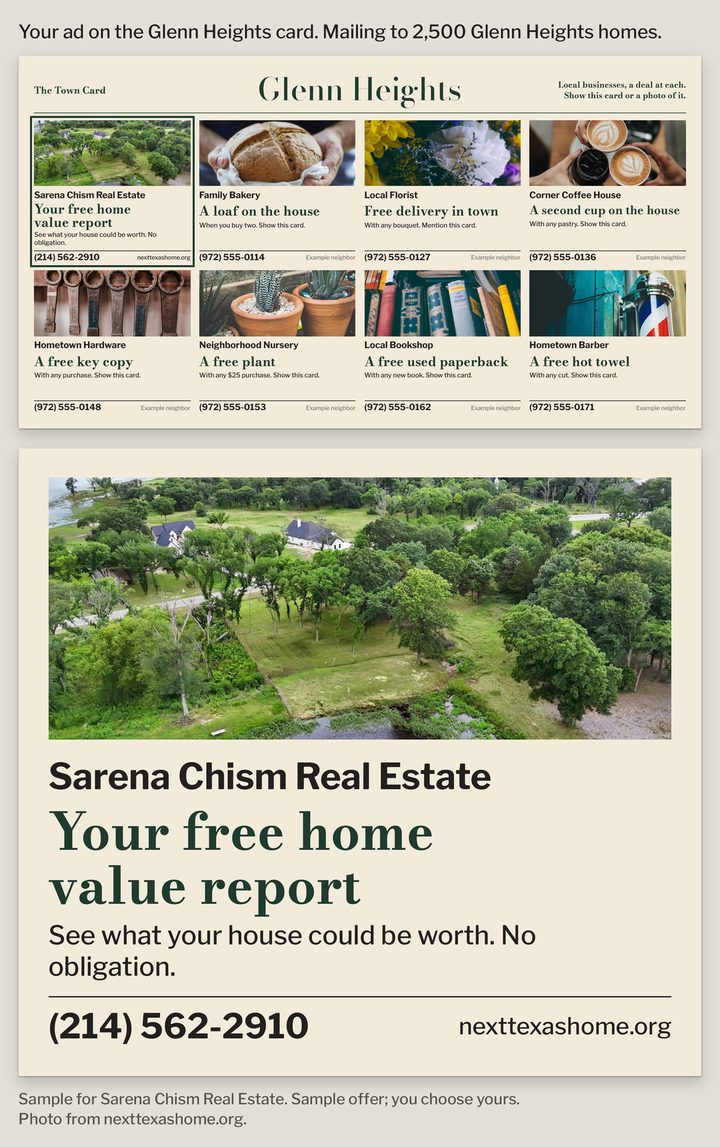 Your ad on the Glenn Heights card. Mailing to 2,500 Glenn Heights homes.
The Town Card
Glenn Heights
Local businesses, a deal at each.
Show this card or a photo of it.
Sarena Chism Real Estate
Your free home
value report
See what your house could be worth. No
obligation.
(214) 562-2910
nexttexashome.org
Family Bakery
A loaf on the house
When you buy two. Show this card.
(972) 555-0114
Example neighbor
Local Florist
Free delivery in town
With any bouquet. Mention this card.
(972) 555-0127
Example neighbor
Corner Coffee House
A second cup on the house
With any pastry. Show this card.
(972) 555-0136
Example neighbor
Hometown Hardware
A free key copy
With any purchase. Show this card.
(972) 555-0148
Example neighbor
Neighborhood Nursery
A free plant
With any $25 purchase. Show this card.
(972) 555-0153
Example neighbor
Local Bookshop
A free used paperback
With any new book. Show this card.
(972) 555-0162
Example neighbor
Hometown Barber
A free hot towel
With any cut. Show this card.
(972) 555-0171
Example neighbor
Sarena Chism Real Estate
Your free home
value report
See what your house could be worth. No
obligation.
(214) 562-2910
nexttexashome.org
Sample for Sarena Chism Real Estate. Sample offer; you choose yours.
Photo from nexttexashome.org.